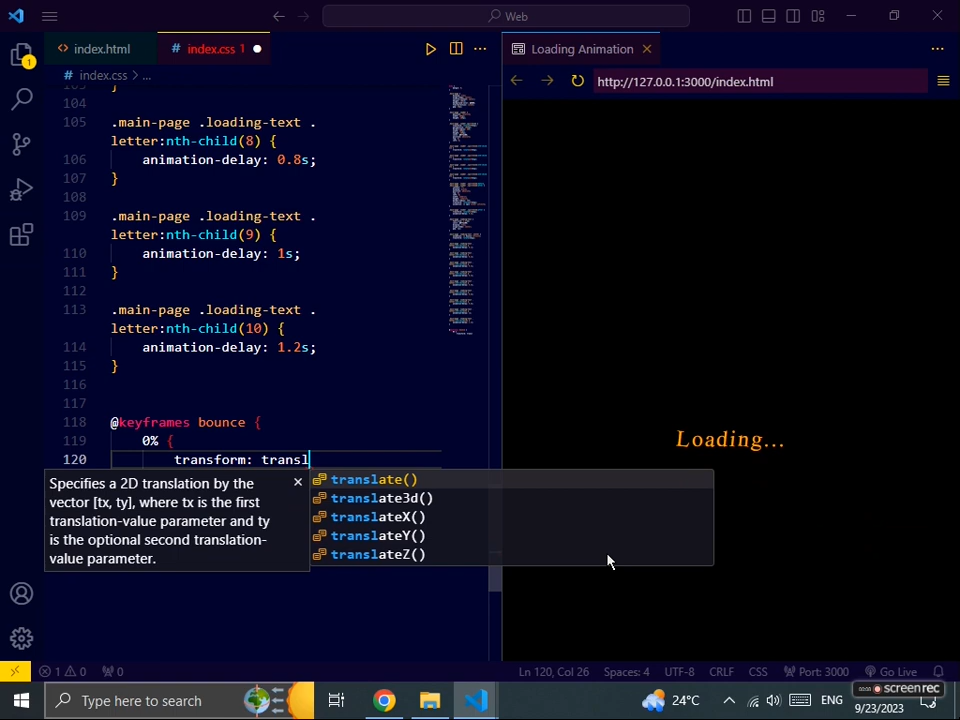 Web
index.html
index.css 1
Loading Animation
index.css > ...
http://127.0.0.1:3000/index.html
104
105 .main-page .loading-text .
letter:nth-child(8) {
106 animation-delay: 0.8s;
107 }
108
109 .main-page .loading-text .
letter:nth-child(9) {
110 animation-delay: 1s;
111 }
112
113 .main-page .loading-text .
letter:nth-child(10) {
114 animation-delay: 1.2s;
115 }
116
117
118 @keyframes bounce {
119 0% {
120 transform: transl
Loading...
Specifies a 2D translation by the
vector [tx, ty], where tx is the first
translation-value parameter and ty
is the optional second translation-
value parameter.
translate()
translate3d()
translateX()
translateY()
translateZ()
1 0 0
Ln 120, Col 26
Spaces: 4
UTF-8
CRLF
CSS
Port: 3000
Go Live
Type here to search
24°C
ENG
screenrec
9/23/2023